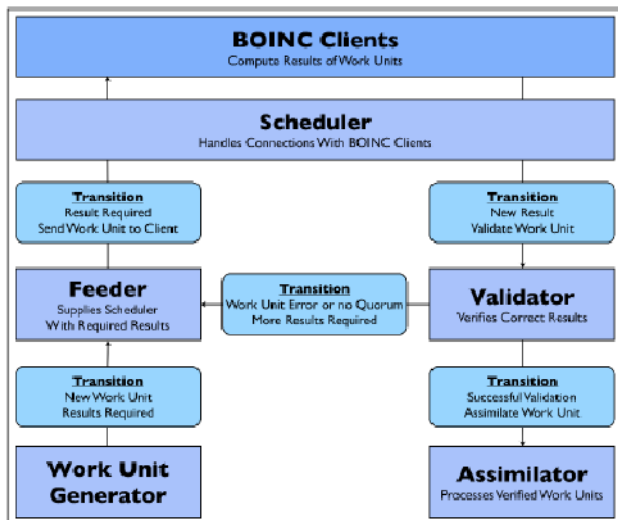 BOINC Clients
Compute Results of Work Units
Scheduler
Handles Connections With BOINC Clients
Transition
Result Required
Send Work Unit to Client
Transition
New Result
Validate Work Unit
Feeder
Supplies Scheduler
With Required Results
Transition
Work Unit Error or no Quorum
More Results Required
Validator
Verifies Correct Results
Transition
New Work Unit
Results Required
Transition
Successful Validation
Assimilate Work Unit
Work Unit
Generator
Assimilator
Processes Verified Work Units